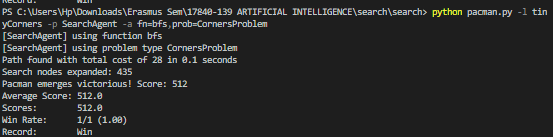 Record:       Win
PS C:\Users\Hp\Downloads\Erasmus Sem\17840-139 ARTIFICIAL INTELLIGENCE\search\search> python pacman.py -l tin
yCorners -p SearchAgent -a fn=bfs,prob=CornersProblem
[SearchAgent] using function bfs
[SearchAgent] using problem type CornersProblem
Path found with total cost of 28 in 0.1 seconds
Search nodes expanded: 435
Pacman emerges victorious! Score: 512
Average Score: 512.0
Scores:        512.0
Win Rate:      1/1 (1.00)
Record:        Win